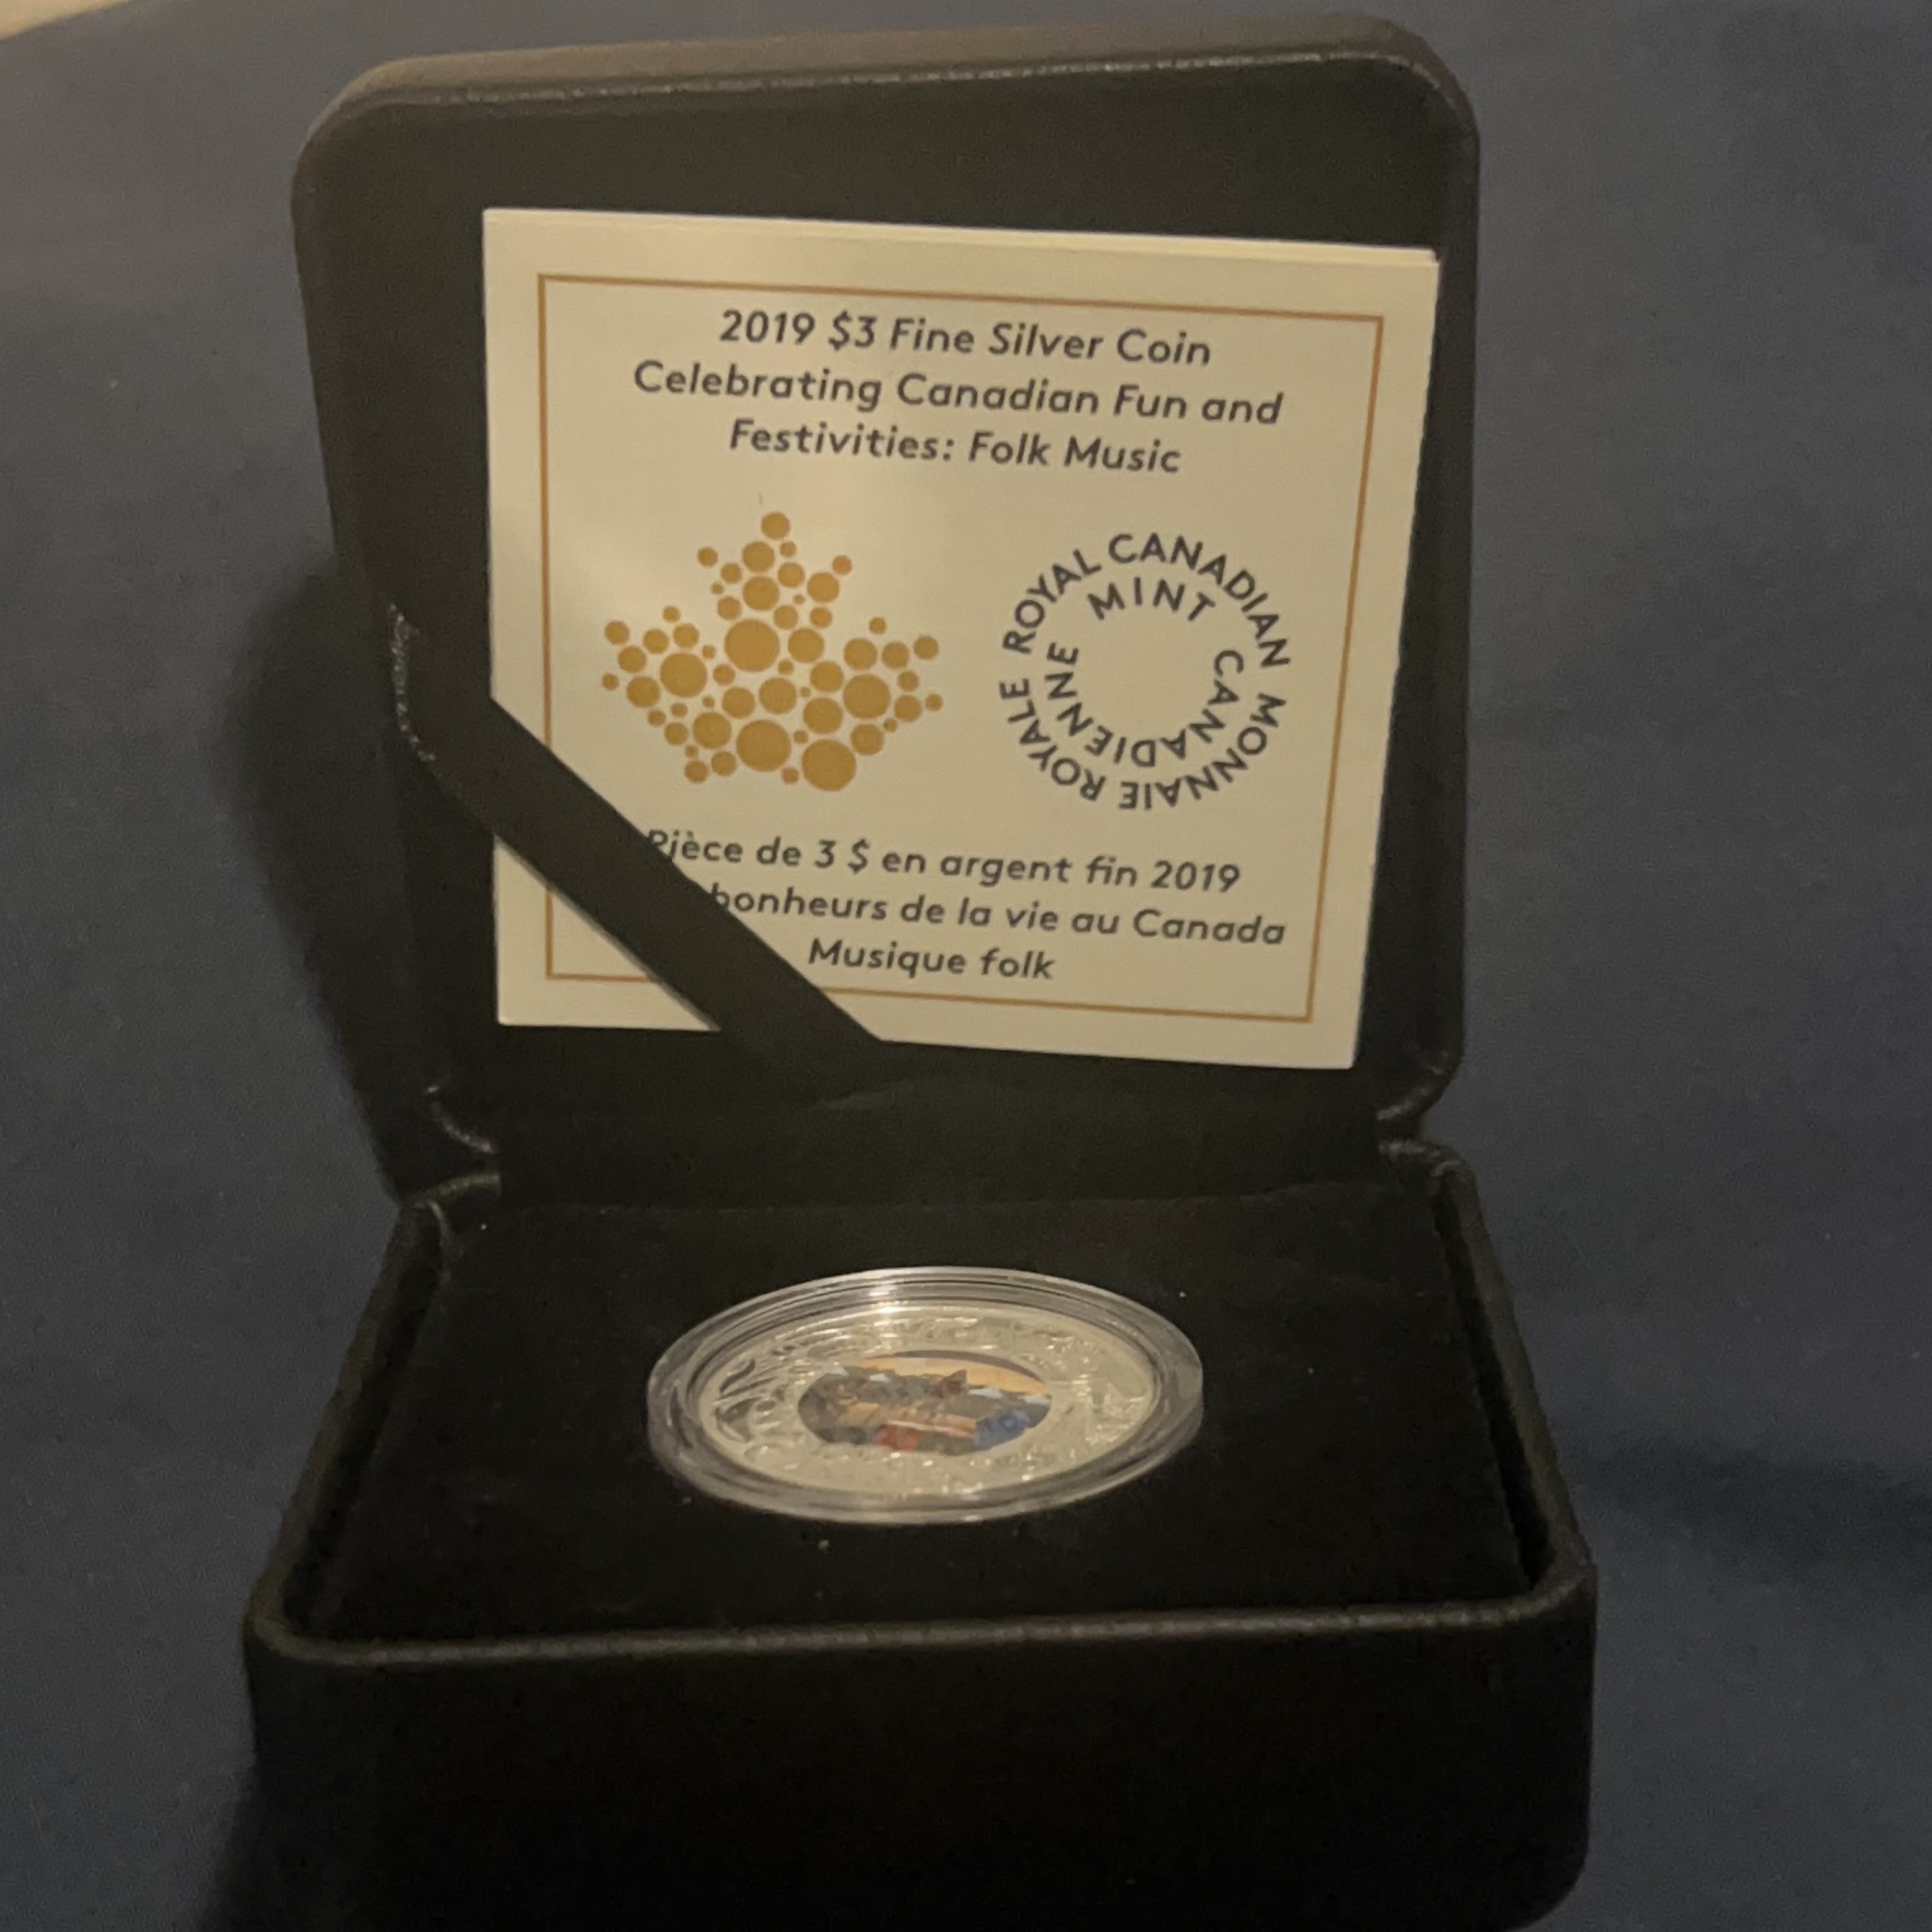 2019 $3 Fine Silver Coin
Celebrating Canadian Fun and
Festivities: Folk Music
ROYAL CANADIAN
MINT
MONNAIE ROYALE
CANADIENNE
Pièce de 3 $ en argent fin 2019
bonheurs de la vie au Canada
Musique folk